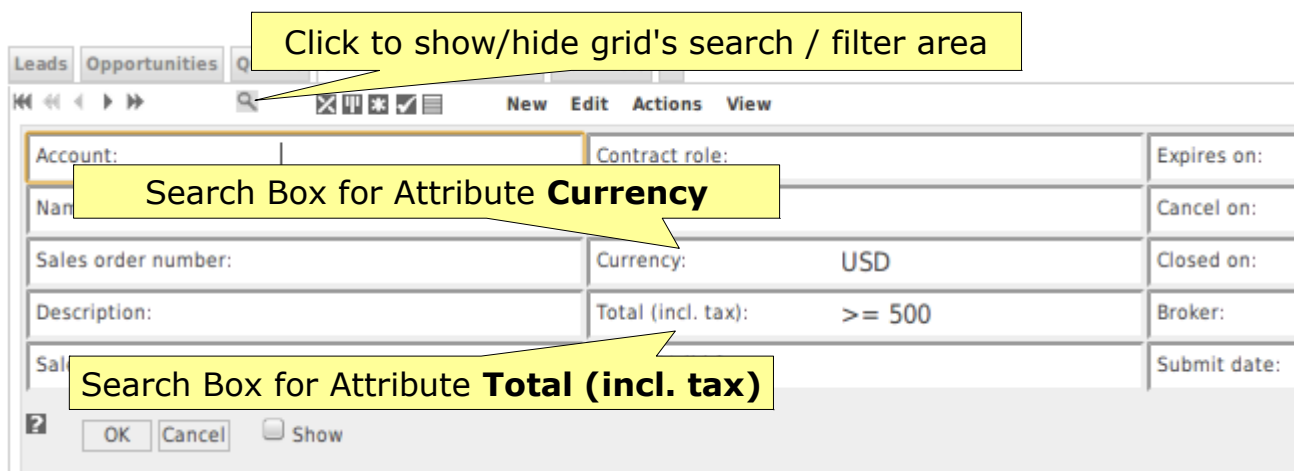 Click to show/hide grid's search / filter area
Leads Opportunities
New Edit Actions View
Account: Contract role: Expires on:
Search Box for Attribute Currency
Cancel on:
Sales order number: Currency: USD Closed on:
Description: Total (incl. tax): >= 500 Broker:
Submit date:
Search Box for Attribute Total (incl. tax)
? OK Cancel Show